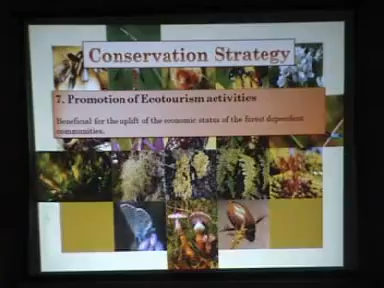 Conservation Strategy
7. Promotion of Ecotourism activities
Beneficial for the uplift of the economic status of the forest dependent
communities.